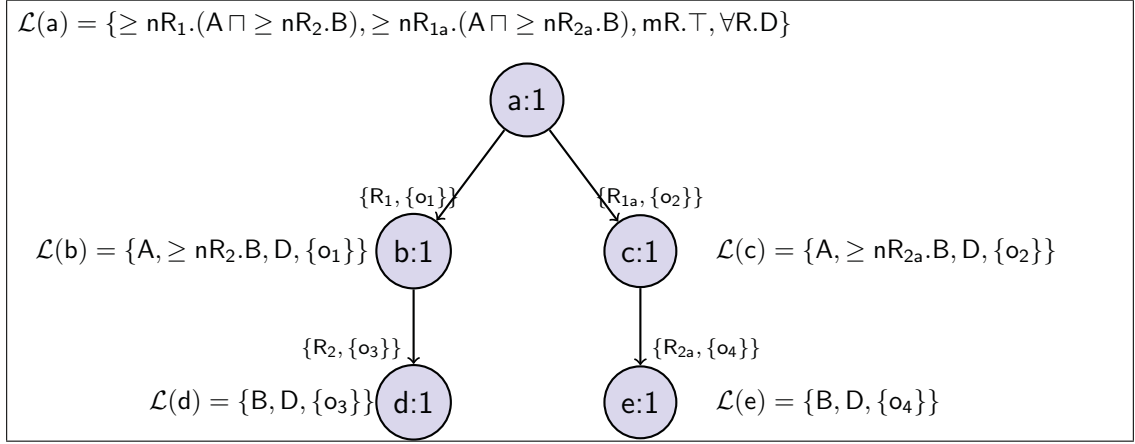 ℒ(a) = {≥ nR₁.(A ⊓ ≥ nR₂.B), ≥ nR₁ₐ.(A ⊓ ≥ nR₂ₐ.B), mR.⊤, ∀R.D}
a:1
{R₁, {o₁}} {R₁ₐ, {o₂}}
ℒ(b) = {A, ≥ nR₂.B, D, {o₁}} b:1 c:1 ℒ(c) = {A, ≥ nR₂ₐ.B, D, {o₂}}
{R₂, {o₃}} {R₂ₐ, {o₄}}
ℒ(d) = {B, D, {o₃}} d:1 e:1 ℒ(e) = {B, D, {o₄}}